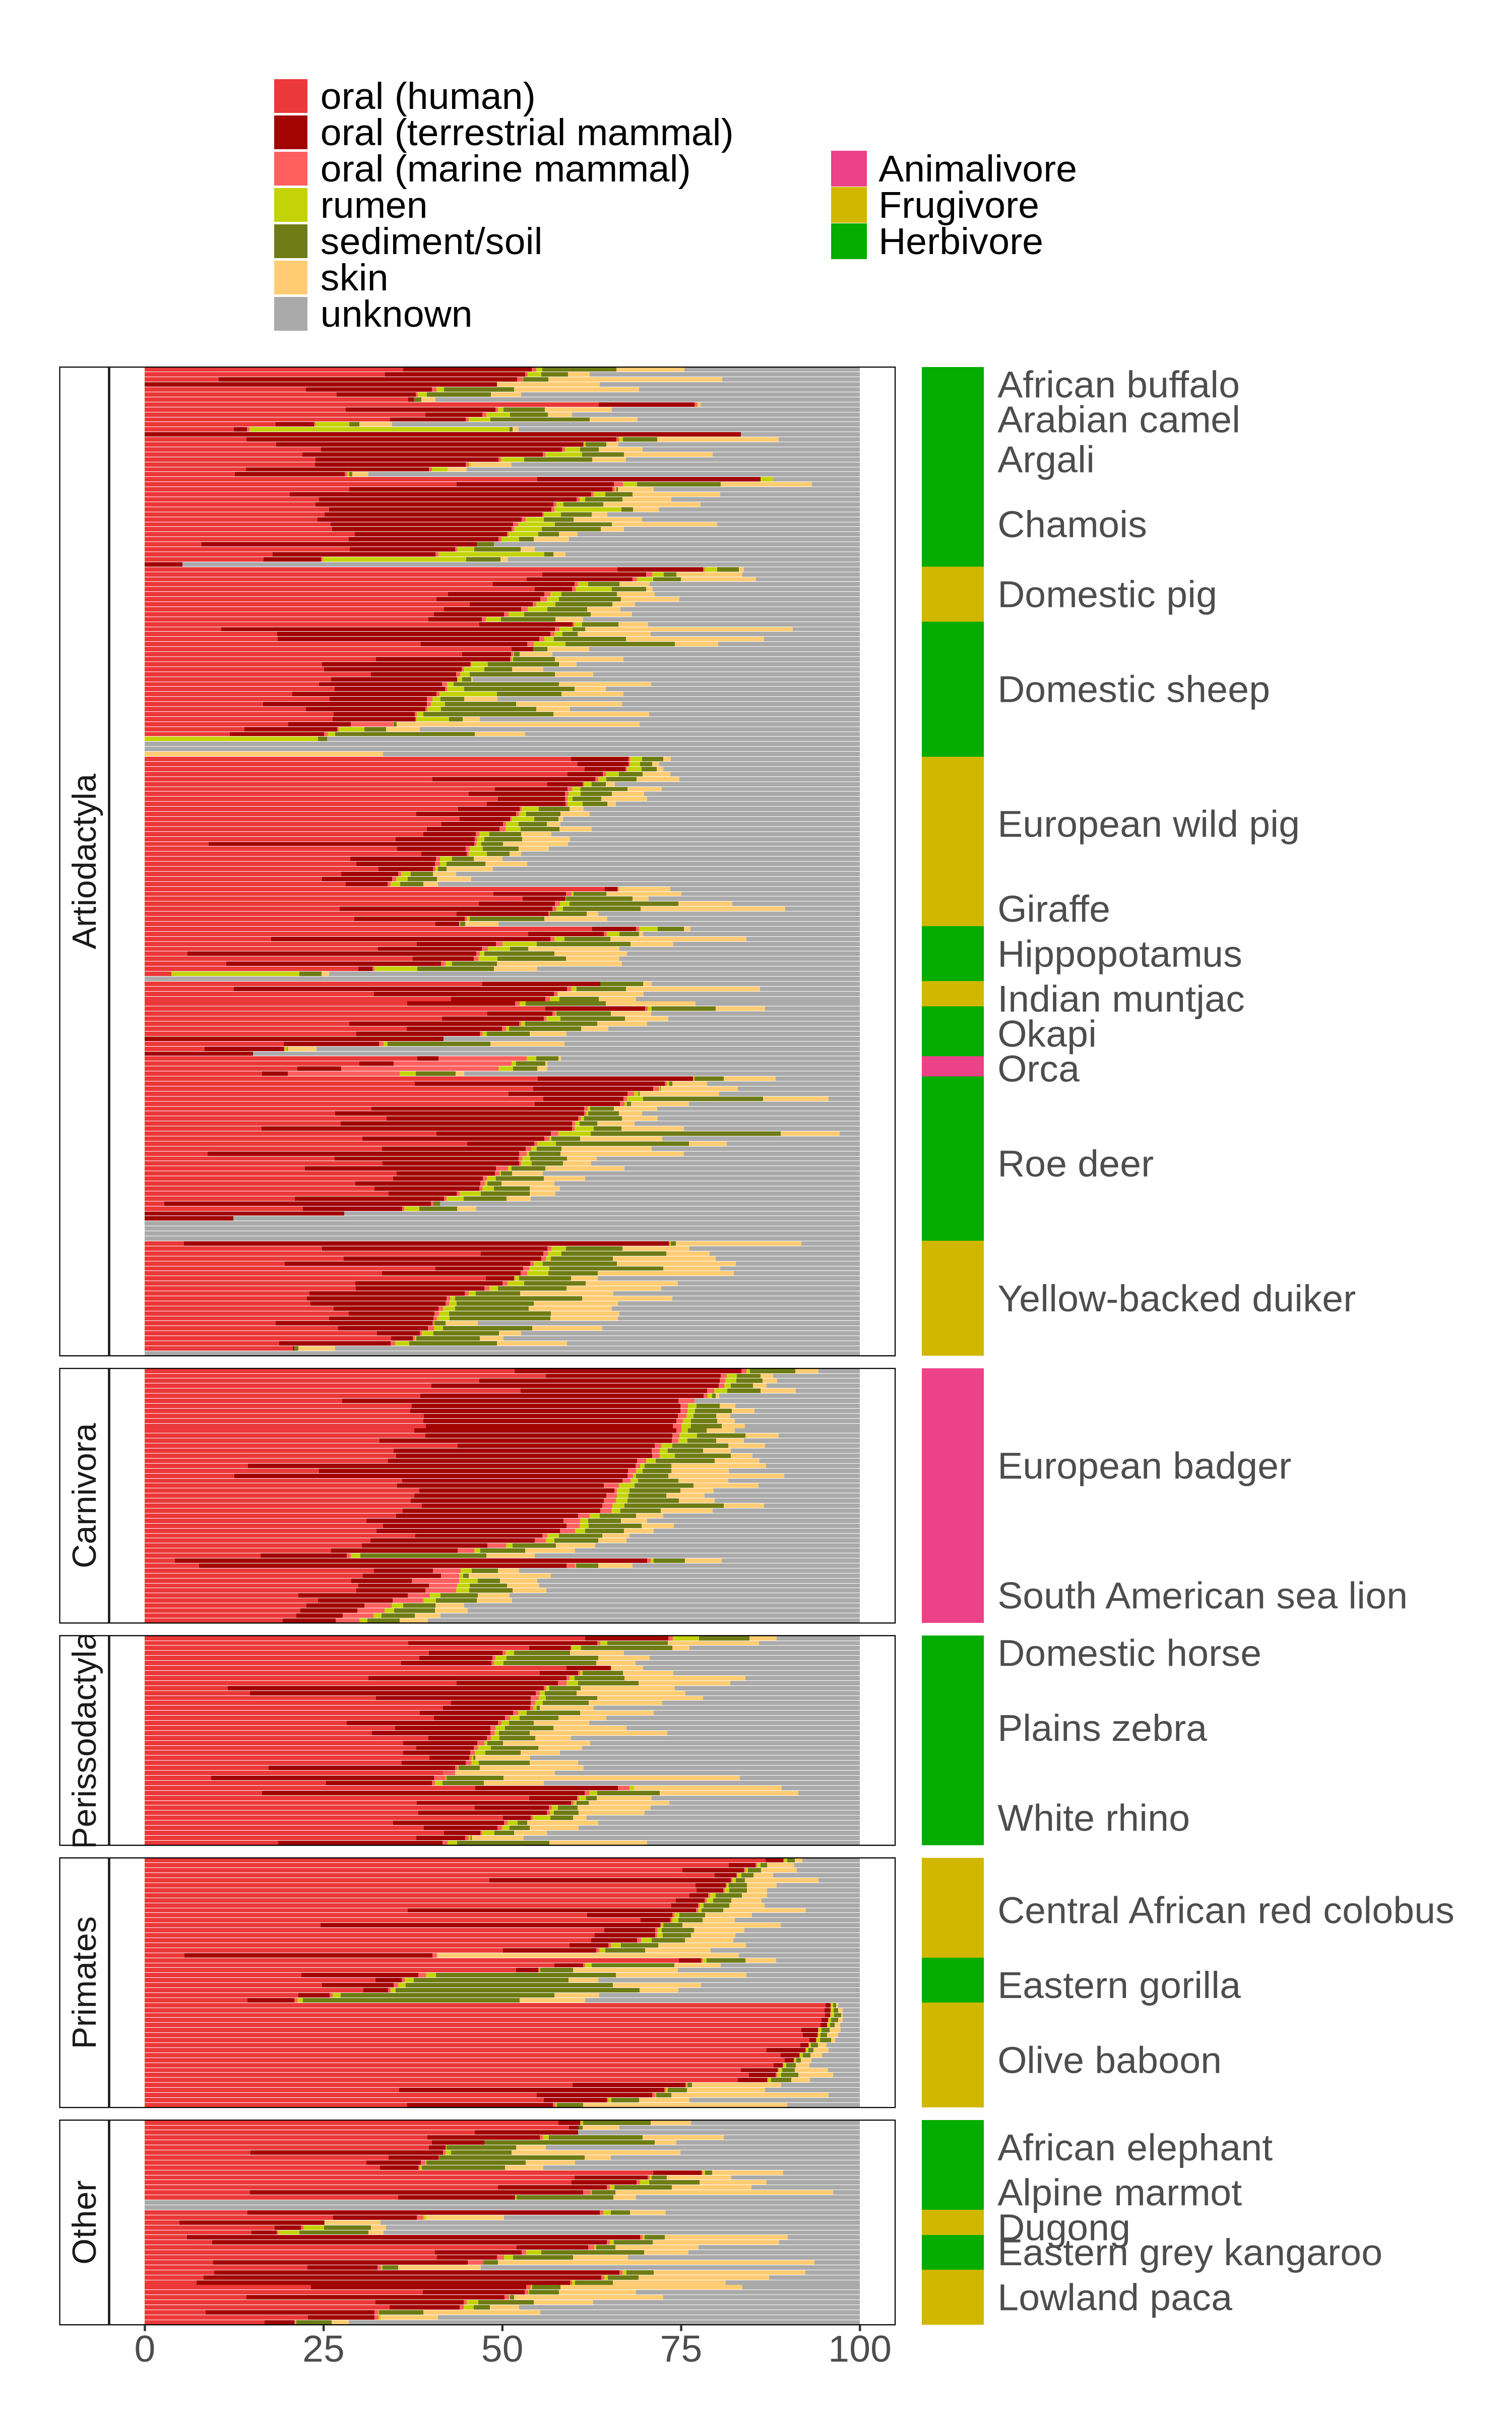 oral (human)
oral (terrestrial mammal)
oral (marine mammal)
rumen
sediment/soil
skin
unknown
Animalivore
Frugivore
Herbivore
Artiodactyla
African buffalo
Arabian camel
Argali
Chamois
Domestic pig
Domestic sheep
European wild pig
Giraffe
Hippopotamus
Indian muntjac
Okapi
Orca
Roe deer
Yellow-backed duiker
Carnivora
European badger
South American sea lion
Perissodactyla
Domestic horse
Plains zebra
White rhino
Primates
Central African red colobus
Eastern gorilla
Olive baboon
Other
African elephant
Alpine marmot
Dugong
Eastern grey kangaroo
Lowland paca
0 25 50 75 100